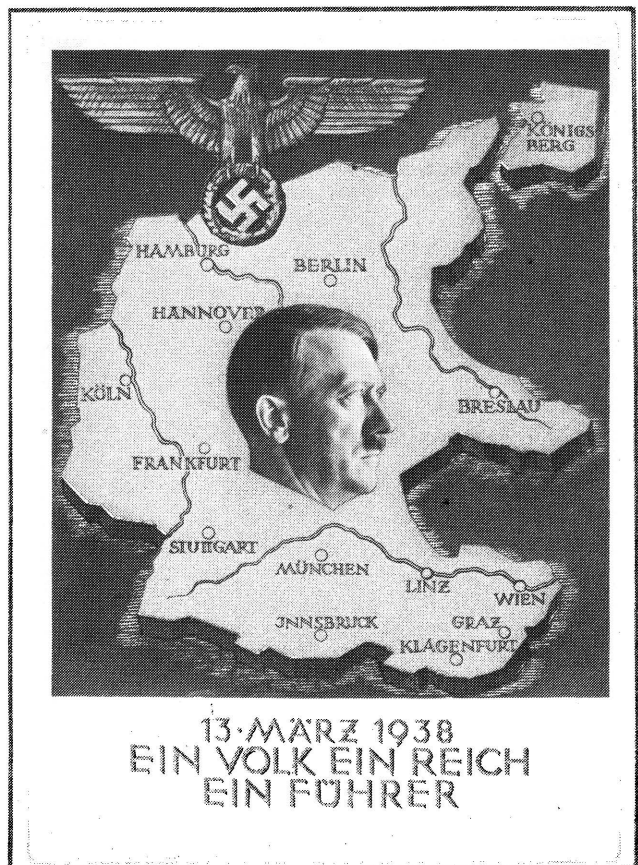 KÖNIGS
BERG
HAMBURG
BERLIN
HANNOVER
KÖLN
BRESLAU
FRANKFURT
STUTTGART
MÜNCHEN
LINZ
WIEN
JNNSBRUCK
GRAZ
KLAGENFURT
13·MÄRZ 1938
EIN VOLK EIN REICH
EIN FÜHRER